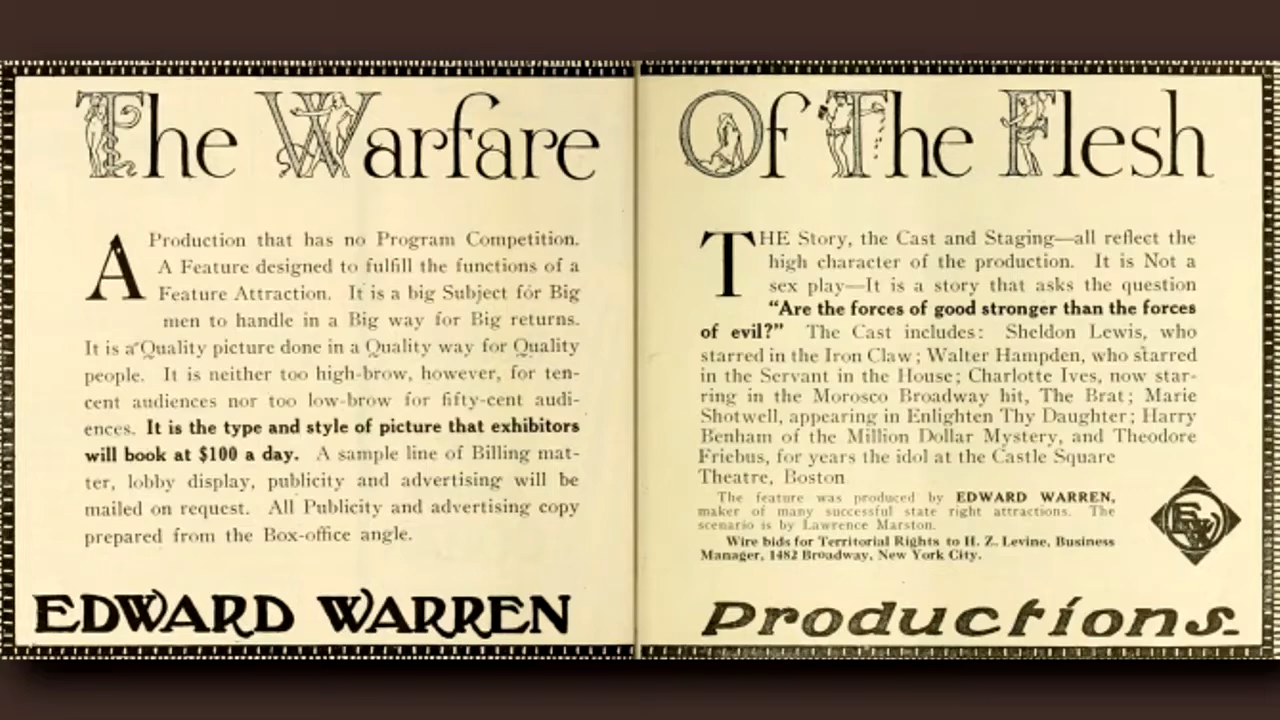 The Warfare
A Production that has no Program Competition.
A Feature designed to fulfill the functions of a
Feature Attraction. It is a big Subject for Big
men to handle in a Big way for Big returns.
It is a Quality picture done in a Quality way for Quality
people. It is neither too high-brow, however, for ten-
cent audiences nor too low-brow for fifty-cent audi-
ences. It is the type and style of picture that exhibitors
will book at $100 a day. A sample line of Billing mat-
ter, lobby display, publicity and advertising will be
mailed on request. All Publicity and advertising copy
prepared from the Box-office angle.
EDWARD WARREN
Of The Flesh
THE Story, the Cast and Staging—all reflect the
high character of the production. It is Not a
sex play—It is a story that asks the question
"Are the forces of good stronger than the forces
of evil?" The Cast includes: Sheldon Lewis, who
starred in the Iron Claw; Walter Hampden, who starred
in the Servant in the House; Charlotte Ives, now star-
ring in the Morosco Broadway hit, The Brat; Marie
Shotwell, appearing in Enlighten Thy Daughter; Harry
Benham of the Million Dollar Mystery, and Theodore
Friebus, for years the idol at the Castle Square
Theatre, Boston
The feature was produced by EDWARD WARREN,
maker of many successful state right attractions. The
scenario is by Lawrence Marston.
Wire bids for Territorial Rights to H. Z. Levine, Business
Manager, 1482 Broadway, New York City.
Productions.